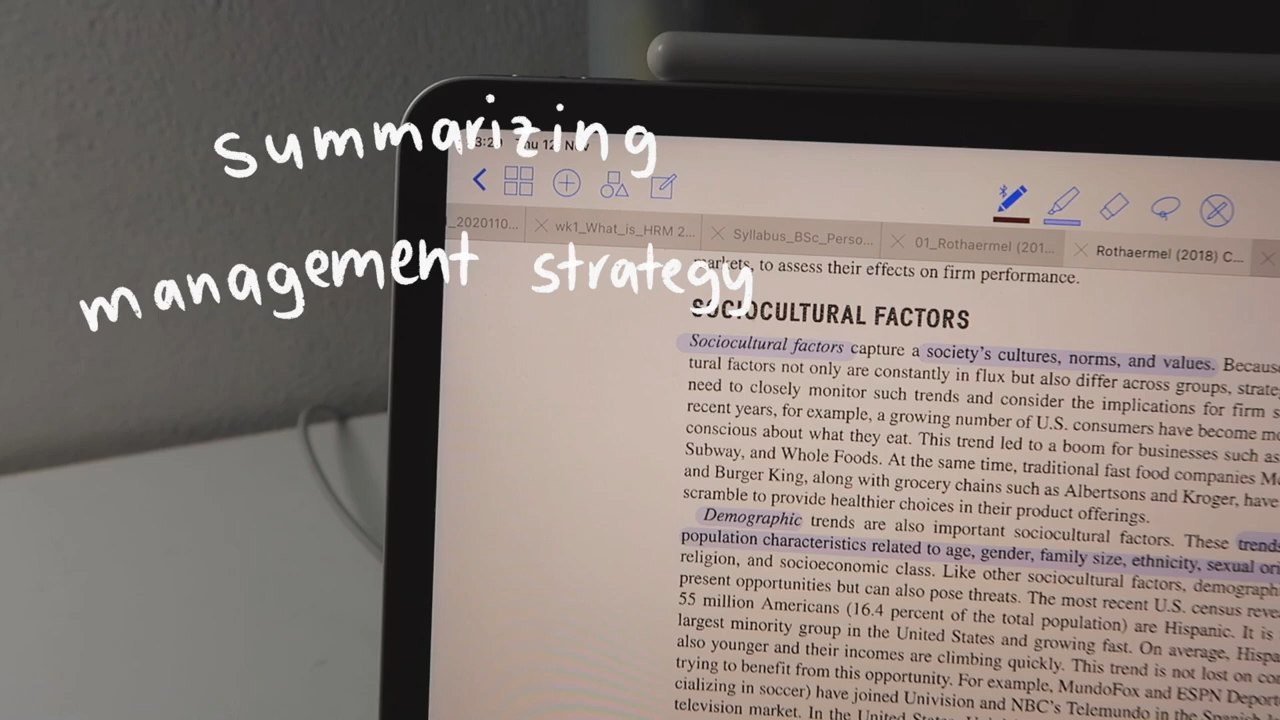 summarizing
management strategy
Thu 12 Nov
_2020110...
wk1_What_is_HRM 2...
Syllabus_BSc_Perso...
01_Rothaermel (201...
Rothaermel (2018) C...
markets, to assess their effects on firm performance.
SOCIOCULTURAL FACTORS
Sociocultural factors capture a society's cultures, norms, and values.
tural factors not only are constantly in flux but also differ across groups,
need to closely monitor such trends and consider the implications for firm
recent years, for example, a growing number of U.S. consumers have become
conscious about what they eat. This trend led to a boom for businesses such as
Subway, and Whole Foods. At the same time, traditional fast food companies
and Burger King, along with grocery chains such as Albertsons and Kroger, have
scramble to provide healthier choices in their product offerings.
Demographic trends are also important sociocultural factors. These
population characteristics related to age, gender, family size, ethnicity, sexual
religion, and socioeconomic class. Like other sociocultural factors,
present opportunities but can also pose threats. The most recent U.S. census
55 million Americans (16.4 percent of the total population) are Hispanic. It is
largest minority group in the United States and growing fast. On average,
also younger and their incomes are climbing quickly. This trend is not lost on
trying to benefit from this opportunity. For example, MundoFox and ESPN
cializing in soccer) have joined Univision and NBC's Telemundo in the Spanish
television market. In the United States,